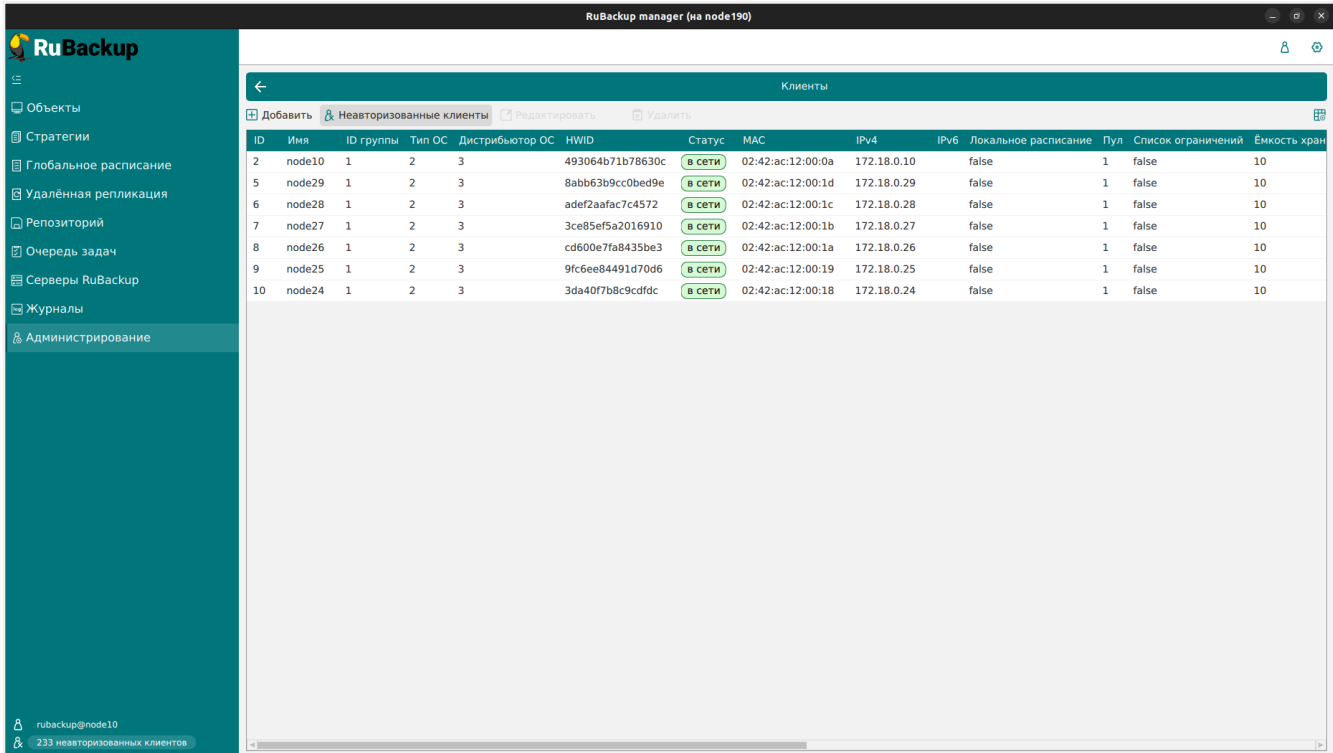 RuBackup manager (на node190)
RuBackup
Объекты
Стратегии
Глобальное расписание
Удалённая репликация
Репозиторий
Очередь задач
Серверы RuBackup
Журналы
Администрирование
rubackup@node10
233 неавторизованных клиентов
Клиенты
Добавить Неавторизованные клиенты Редактировать Удалить
ID Имя ID группы Тип ОС Дистрибьютор ОС HWID Статус MAC IPv4 IPv6 Локальное расписание Пул Список ограничений Ёмкость хран
2 node10 1 2 3 493064b71b78630c в сети 02:42:ac:12:00:0a 172.18.0.10 false 1 false 10
5 node29 1 2 3 8abb63b9cc0bed9e в сети 02:42:ac:12:00:1d 172.18.0.29 false 1 false 10
6 node28 1 2 3 adef2aafac7c4572 в сети 02:42:ac:12:00:1c 172.18.0.28 false 1 false 10
7 node27 1 2 3 3ce85ef5a2016910 в сети 02:42:ac:12:00:1b 172.18.0.27 false 1 false 10
8 node26 1 2 3 cd600e7fa8435be3 в сети 02:42:ac:12:00:1a 172.18.0.26 false 1 false 10
9 node25 1 2 3 9fc6ee84491d70d6 в сети 02:42:ac:12:00:19 172.18.0.25 false 1 false 10
10 node24 1 2 3 3da40f7b8c9cdfdc в сети 02:42:ac:12:00:18 172.18.0.24 false 1 false 10